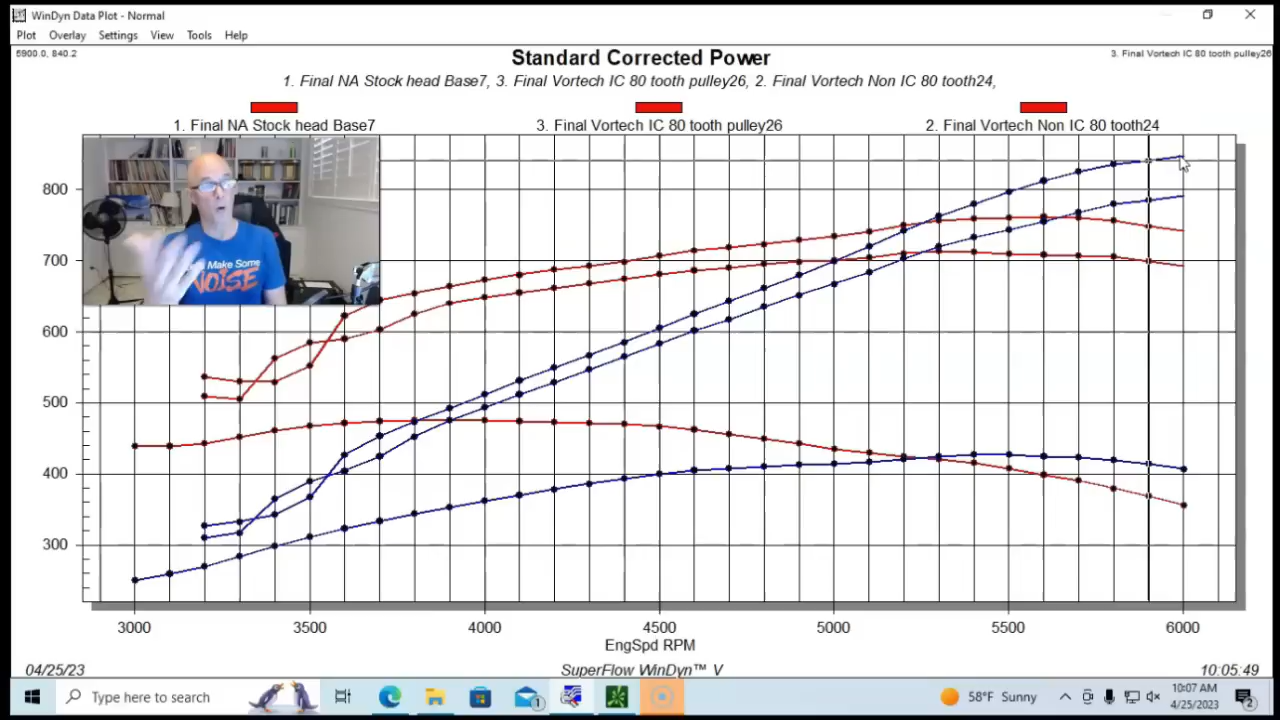 WinDyn Data Plot - Normal
Plot Overlay Settings View Tools Help
5900.0, 840.2
3. Final Vortech IC 80 tooth pulley26
Standard Corrected Power
1. Final NA Stock head Base7, 3. Final Vortech IC 80 tooth pulley26, 2. Final Vortech Non IC 80 tooth24,
1. Final NA Stock head Base7
3. Final Vortech IC 80 tooth pulley26
2. Final Vortech Non IC 80 tooth24
800
700
600
500
400
300
Make Some
NOISE
3000 3500 4000 4500 5000 5500 6000
EngSpd RPM
04/25/23
SuperFlow WinDyn™ V
10:05:49
Type here to search
1
58°F Sunny
10:07 AM
4/25/2023
2